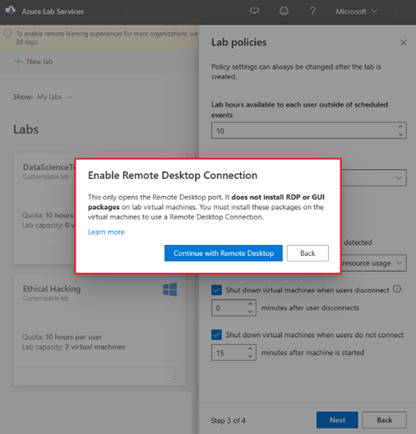 Azure Lab Services
Microsoft
To enable remote learning experiences for more organizations, we
30 days.
New lab
Show: My labs
Labs
DataScienceTe
Customizable lab
Quota: 10 hours
Lab capacity: 0 v
Ethical Hacking
Customizable lab
Quota: 10 hours per user
Lab capacity: 2 virtual machines
Lab policies
Policy settings can always be changed after the lab is
created.
Lab hours available to each user outside of scheduled
events
10
Enable Remote Desktop Connection
This only opens the Remote Desktop port. It does not install RDP or GUI
packages on lab virtual machines. You must install these packages on the
virtual machines to use a Remote Desktop Connection.
Learn more
Continue with Remote Desktop
Back
detected
resource usage
Shut down virtual machines when users disconnect
0 minutes after user disconnects
Shut down virtual machines when users do not connect
15 minutes after machine is started
Step 3 of 4
Next
Back